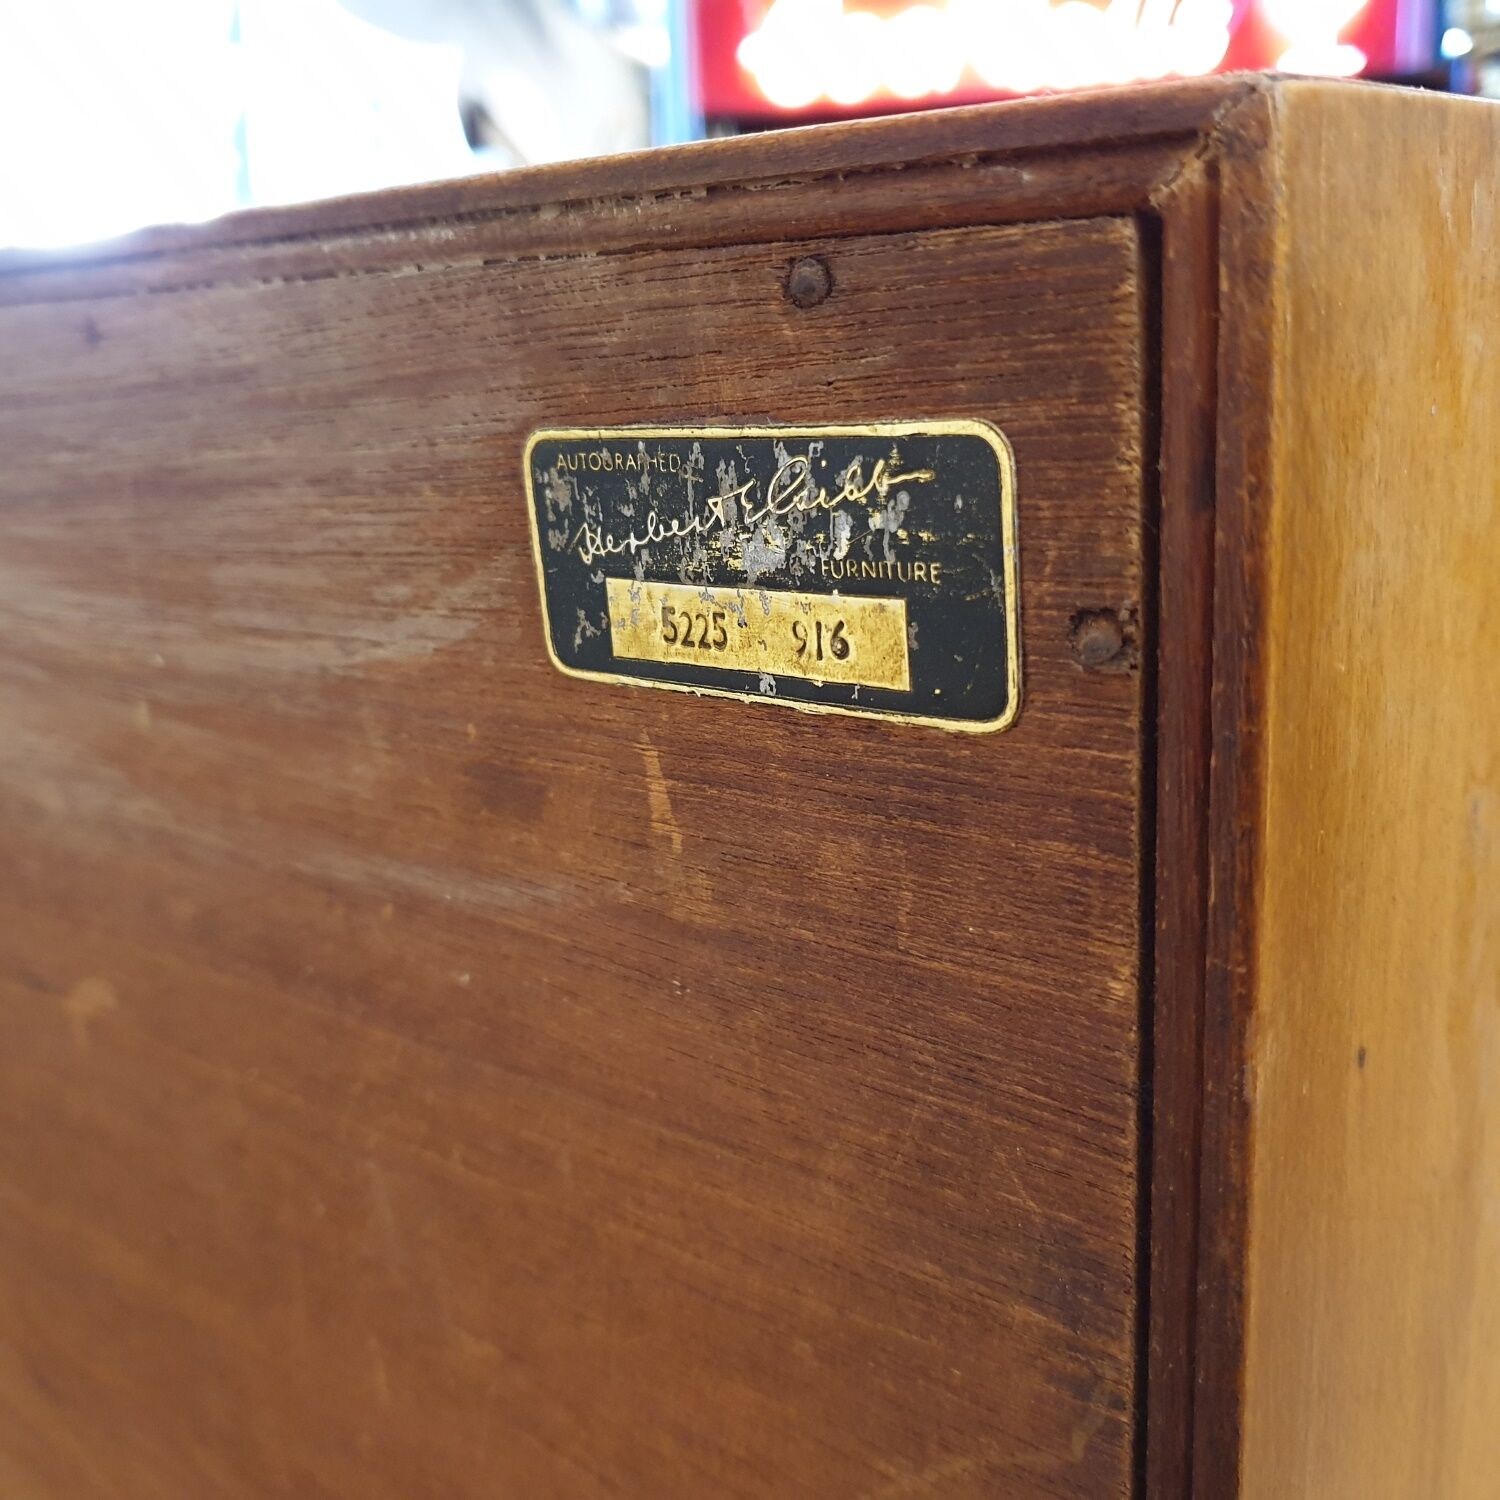 AUTOGRAPHED
Herbert E Gibbs
FURNITURE
5225 916